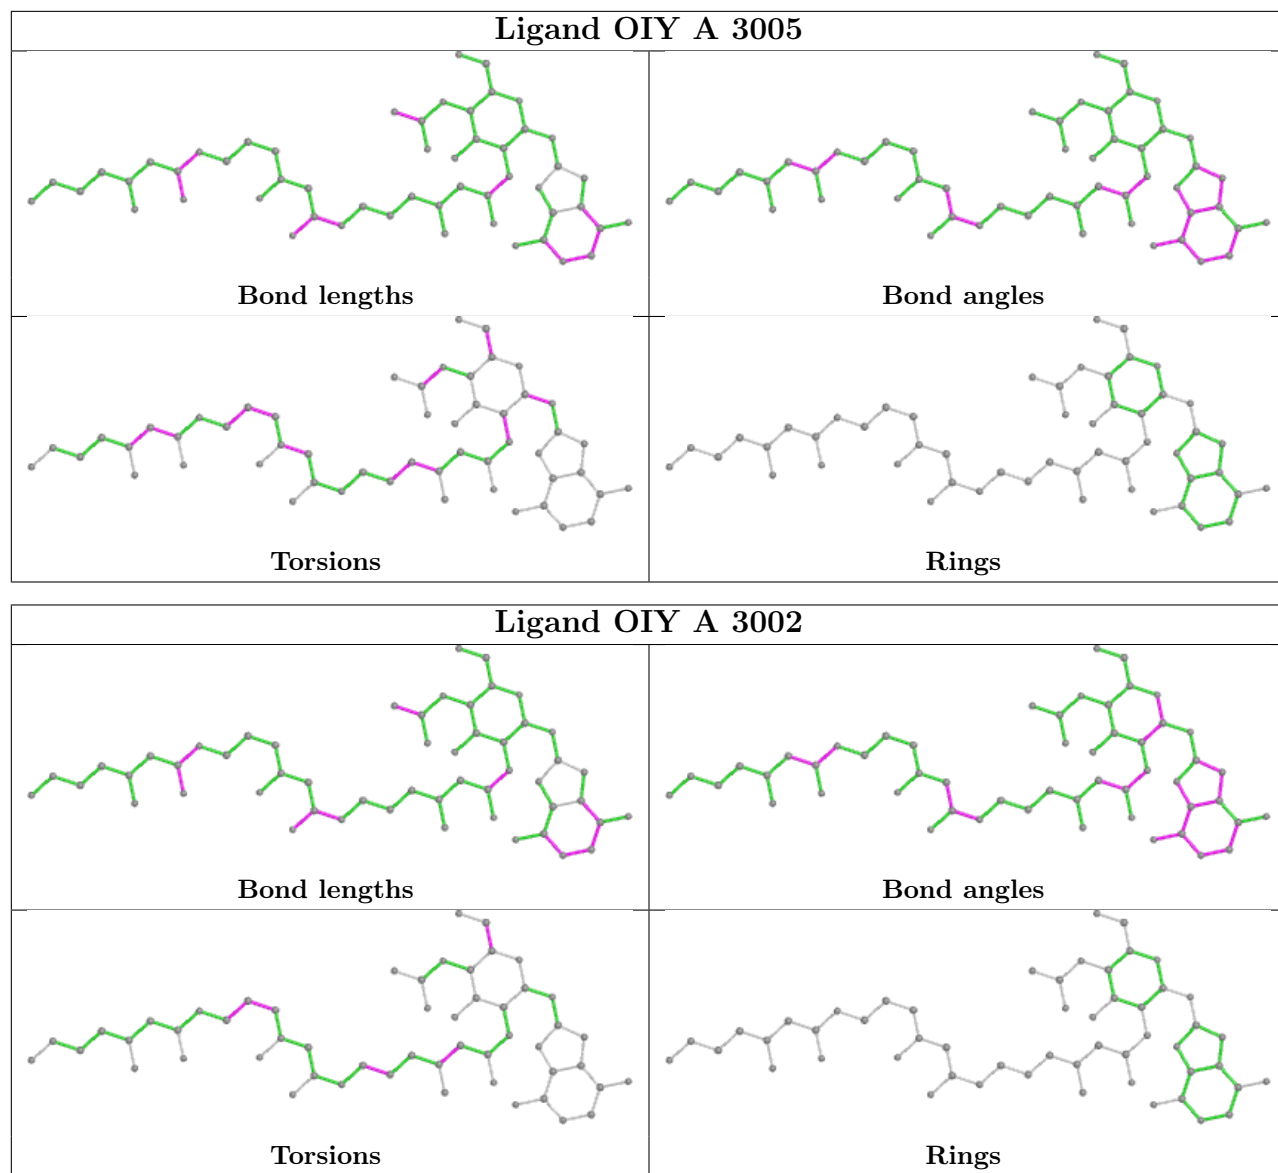 Ligand OIY A 3005
Bond lengths
Bond angles
Torsions
Rings
Ligand OIY A 3002
Bond lengths
Bond angles
Torsions
Rings